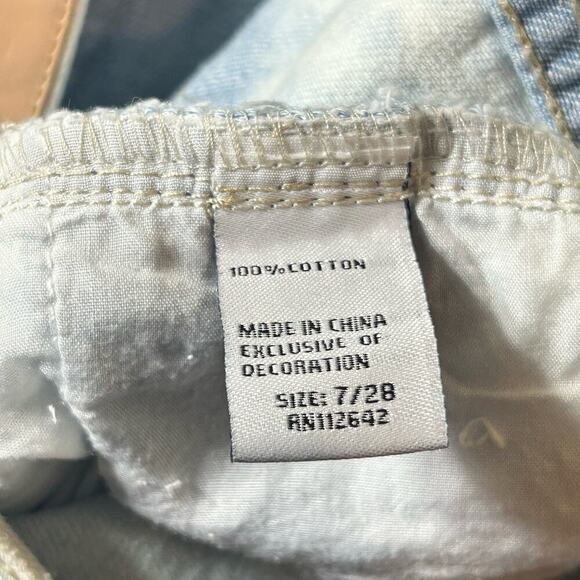 100% COTTON
MADE IN CHINA
EXCLUSIVE OF
DECORATION
SIZE: 7/28
RN112642
a